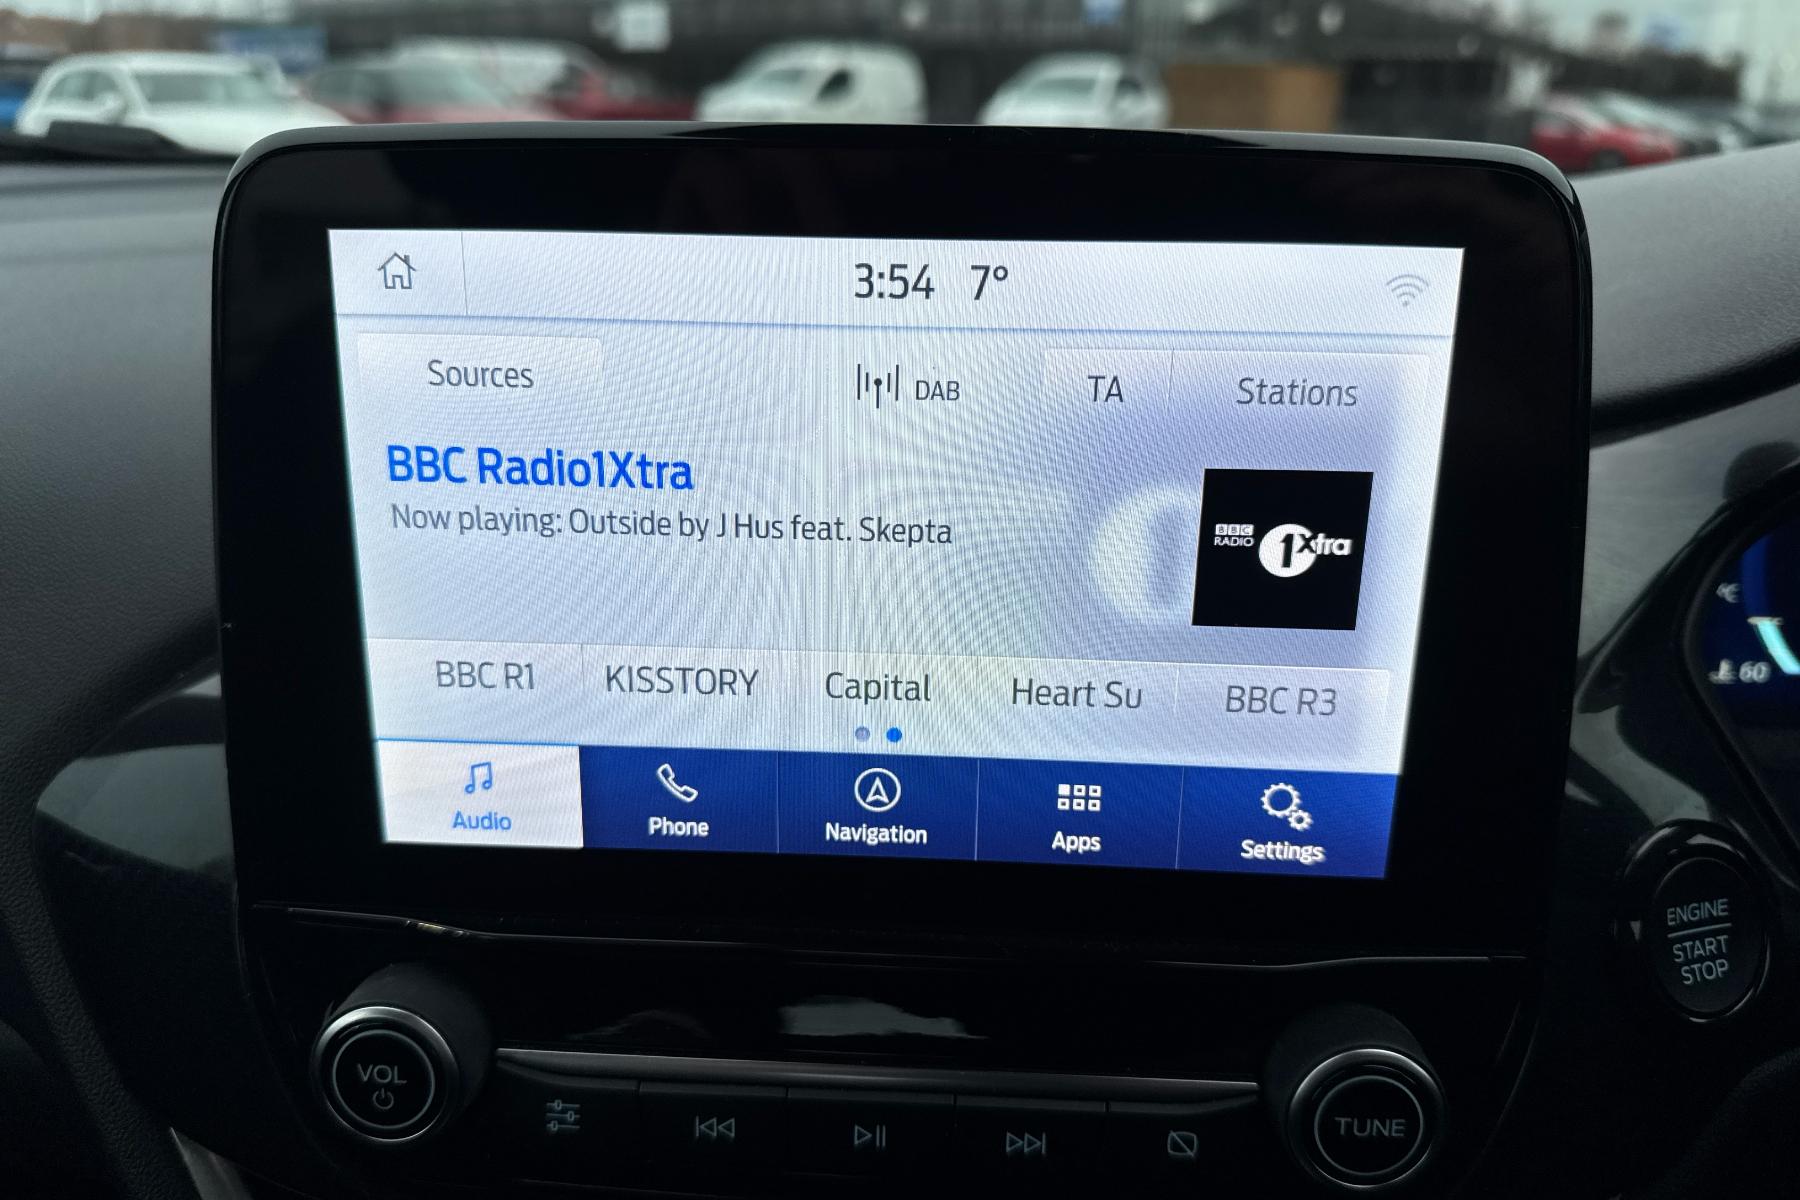 3:54 7°
Sources DAB TA Stations
BBC Radio1Xtra
Now playing: Outside by J Hus feat. Skepta
BBC RADIO 1Xtra
BBC R1 KISSTORY Capital Heart Su BBC R3
Audio Phone Navigation Apps Settings
60
ENGINE
START
STOP
VOL
TUNE